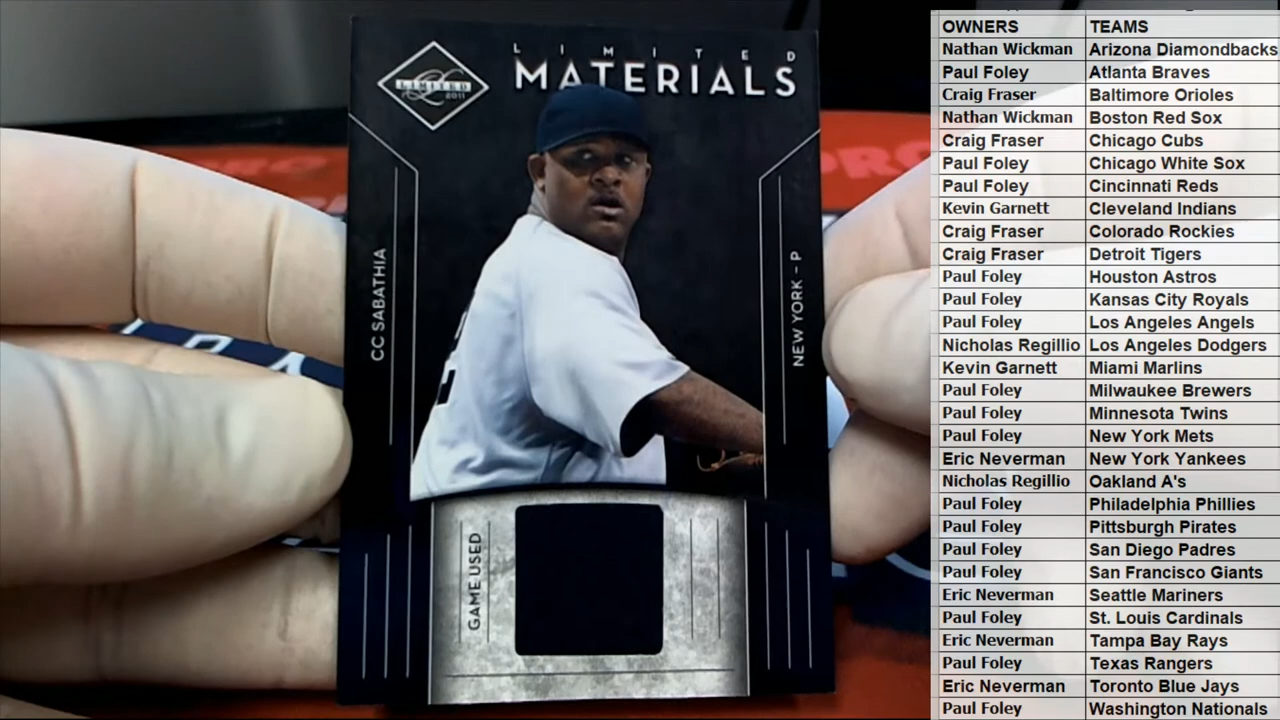 LIMITED
MATERIALS
LIMITED
2011
CC SABATHIA
NEW YORK - P
GAME USED
OWNERS TEAMS
Nathan Wickman Arizona Diamondbacks
Paul Foley Atlanta Braves
Craig Fraser Baltimore Orioles
Nathan Wickman Boston Red Sox
Craig Fraser Chicago Cubs
Paul Foley Chicago White Sox
Paul Foley Cincinnati Reds
Kevin Garnett Cleveland Indians
Craig Fraser Colorado Rockies
Craig Fraser Detroit Tigers
Paul Foley Houston Astros
Paul Foley Kansas City Royals
Paul Foley Los Angeles Angels
Nicholas Regillio Los Angeles Dodgers
Kevin Garnett Miami Marlins
Paul Foley Milwaukee Brewers
Paul Foley Minnesota Twins
Paul Foley New York Mets
Eric Neverman New York Yankees
Nicholas Regillio Oakland A's
Paul Foley Philadelphia Phillies
Paul Foley Pittsburgh Pirates
Paul Foley San Diego Padres
Paul Foley San Francisco Giants
Eric Neverman Seattle Mariners
Paul Foley St. Louis Cardinals
Eric Neverman Tampa Bay Rays
Paul Foley Texas Rangers
Eric Neverman Toronto Blue Jays
Paul Foley Washington Nationals